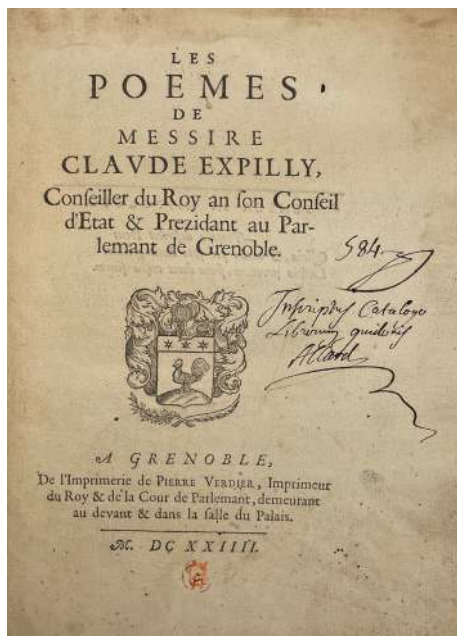 LES
POEMES
DE
MESSIRE
CLAVDE EXPILLY,
Conſeiller du Roy an ſon Conſeil
d'Etat & Prezidant au Par-
lemant de Grenoble.
584
Inscriptus Catalogo
Librorum guidonis
Allard
A GRENOBLE,
De l'Imprimerie de PIERRE VERDIER, Imprimeur
du Roy & de la Cour de Parlemant, demeurant
au devant & dans la ſalle du Palais.
M. DC XXIIII.